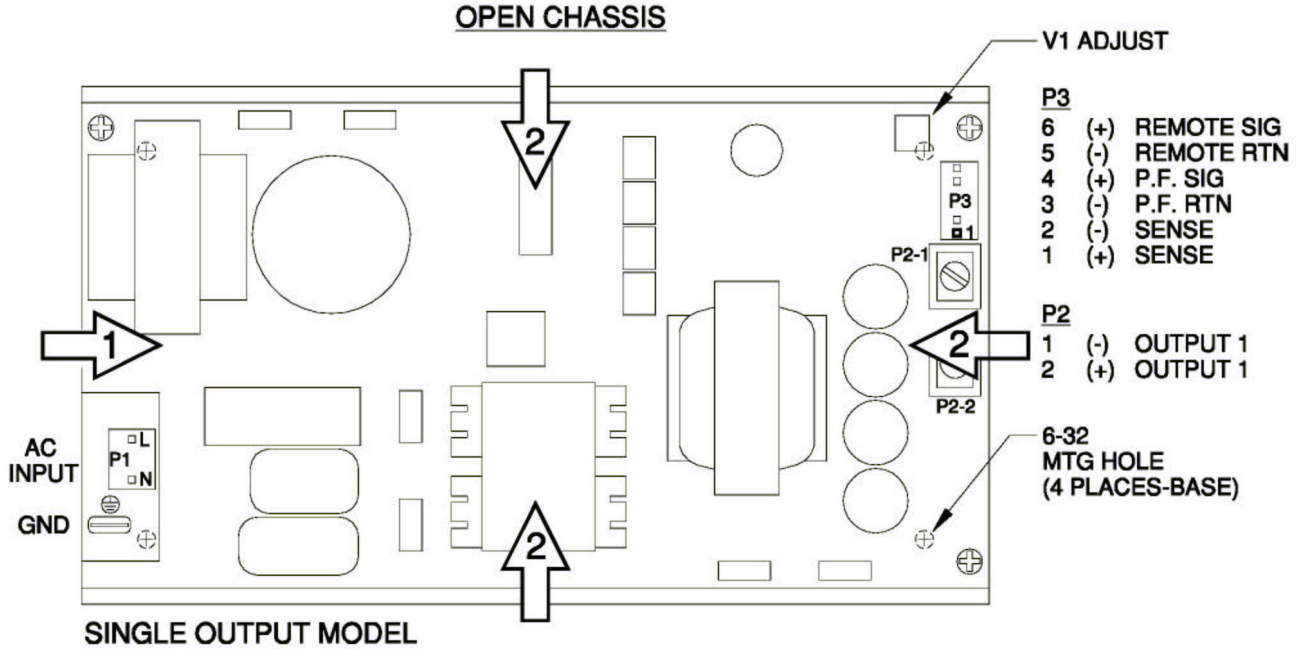 OPEN CHASSIS
V1 ADJUST
P3
6 (+) REMOTE SIG
5 (-) REMOTE RTN
4 (+) P.F. SIG
3 (-) P.F. RTN
2 (-) SENSE
1 (+) SENSE
P2
1 (-) OUTPUT 1
2 (+) OUTPUT 1
6-32
MTG HOLE
(4 PLACES-BASE)
2
P3
1
P2-1
1
2
P2-2
AC
INPUT
P1
L
N
GND
2
SINGLE OUTPUT MODEL